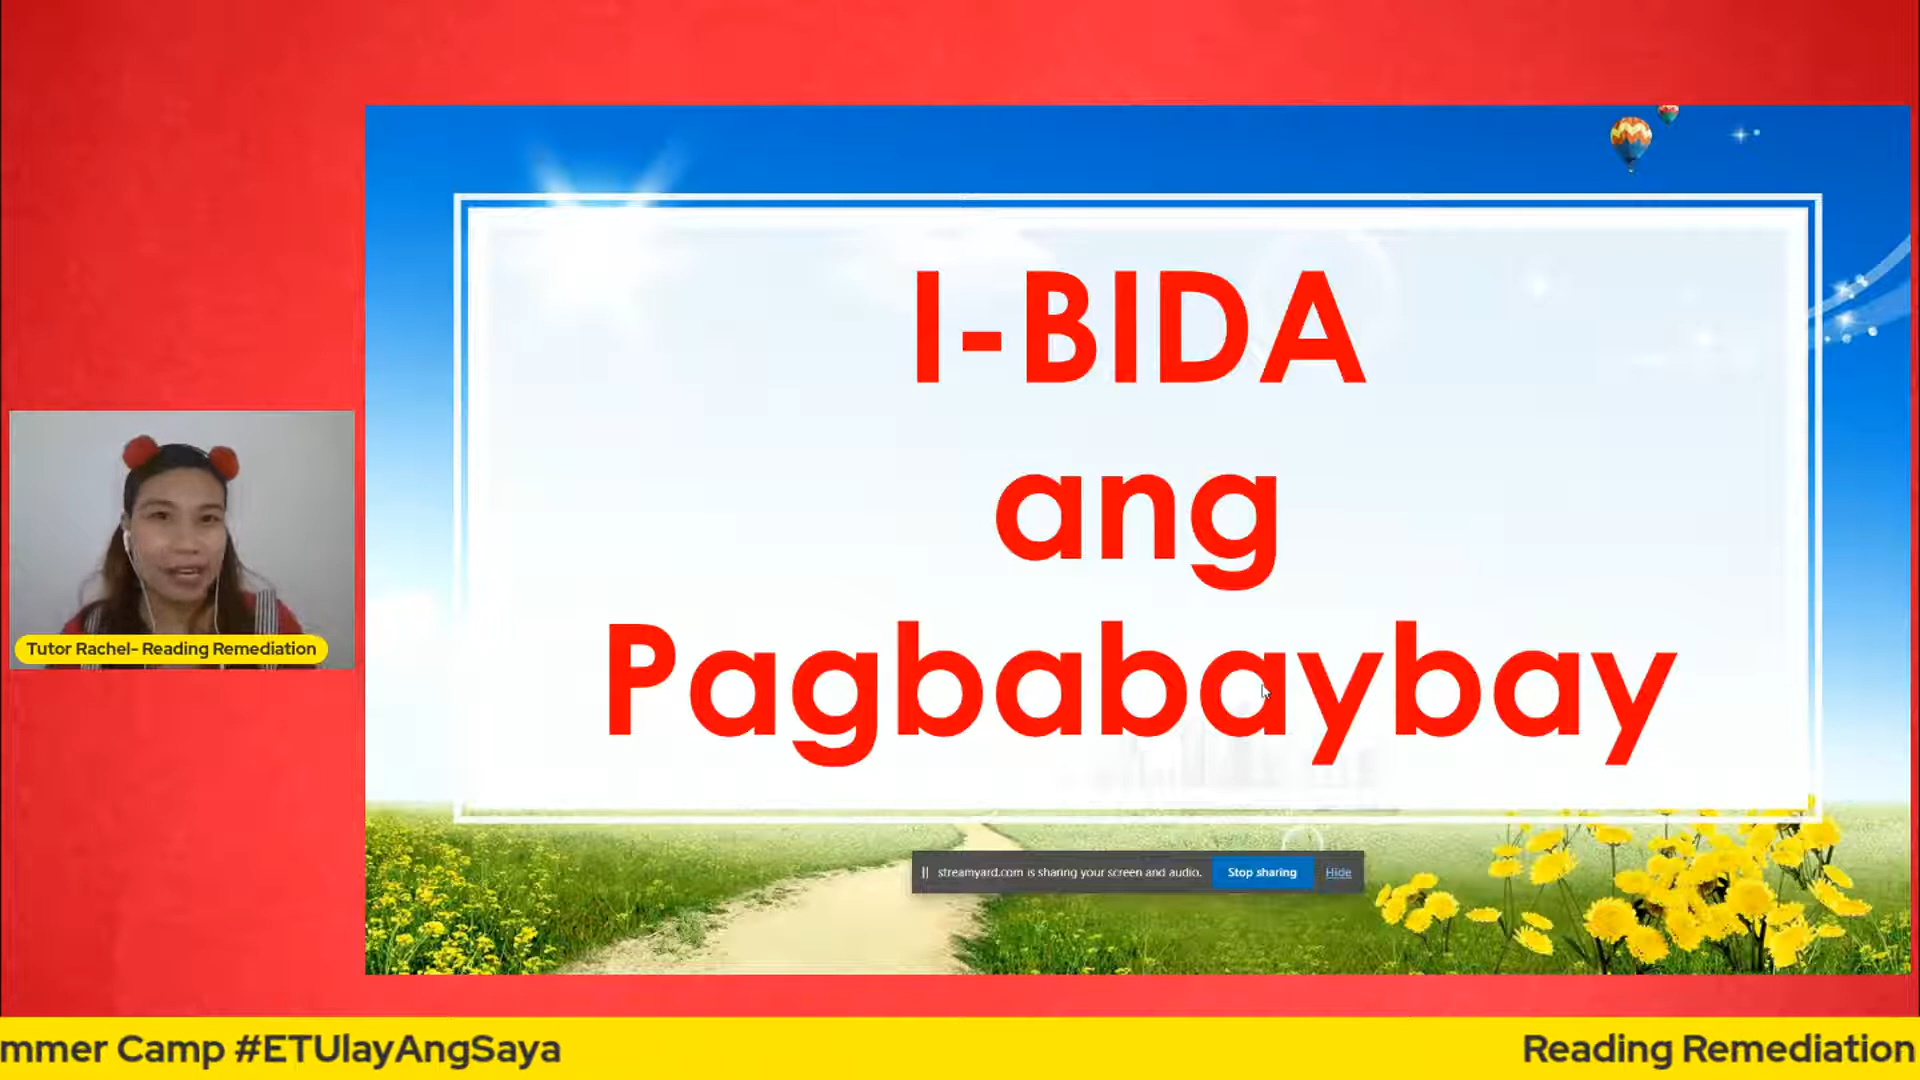 I-BIDA
ang
Pagbabaybay
Tutor Rachel- Reading Remediation
streamyard.com is sharing your screen and audio.
Stop sharing
Hide
mmer Camp #ETUlayAngSaya
Reading Remediation